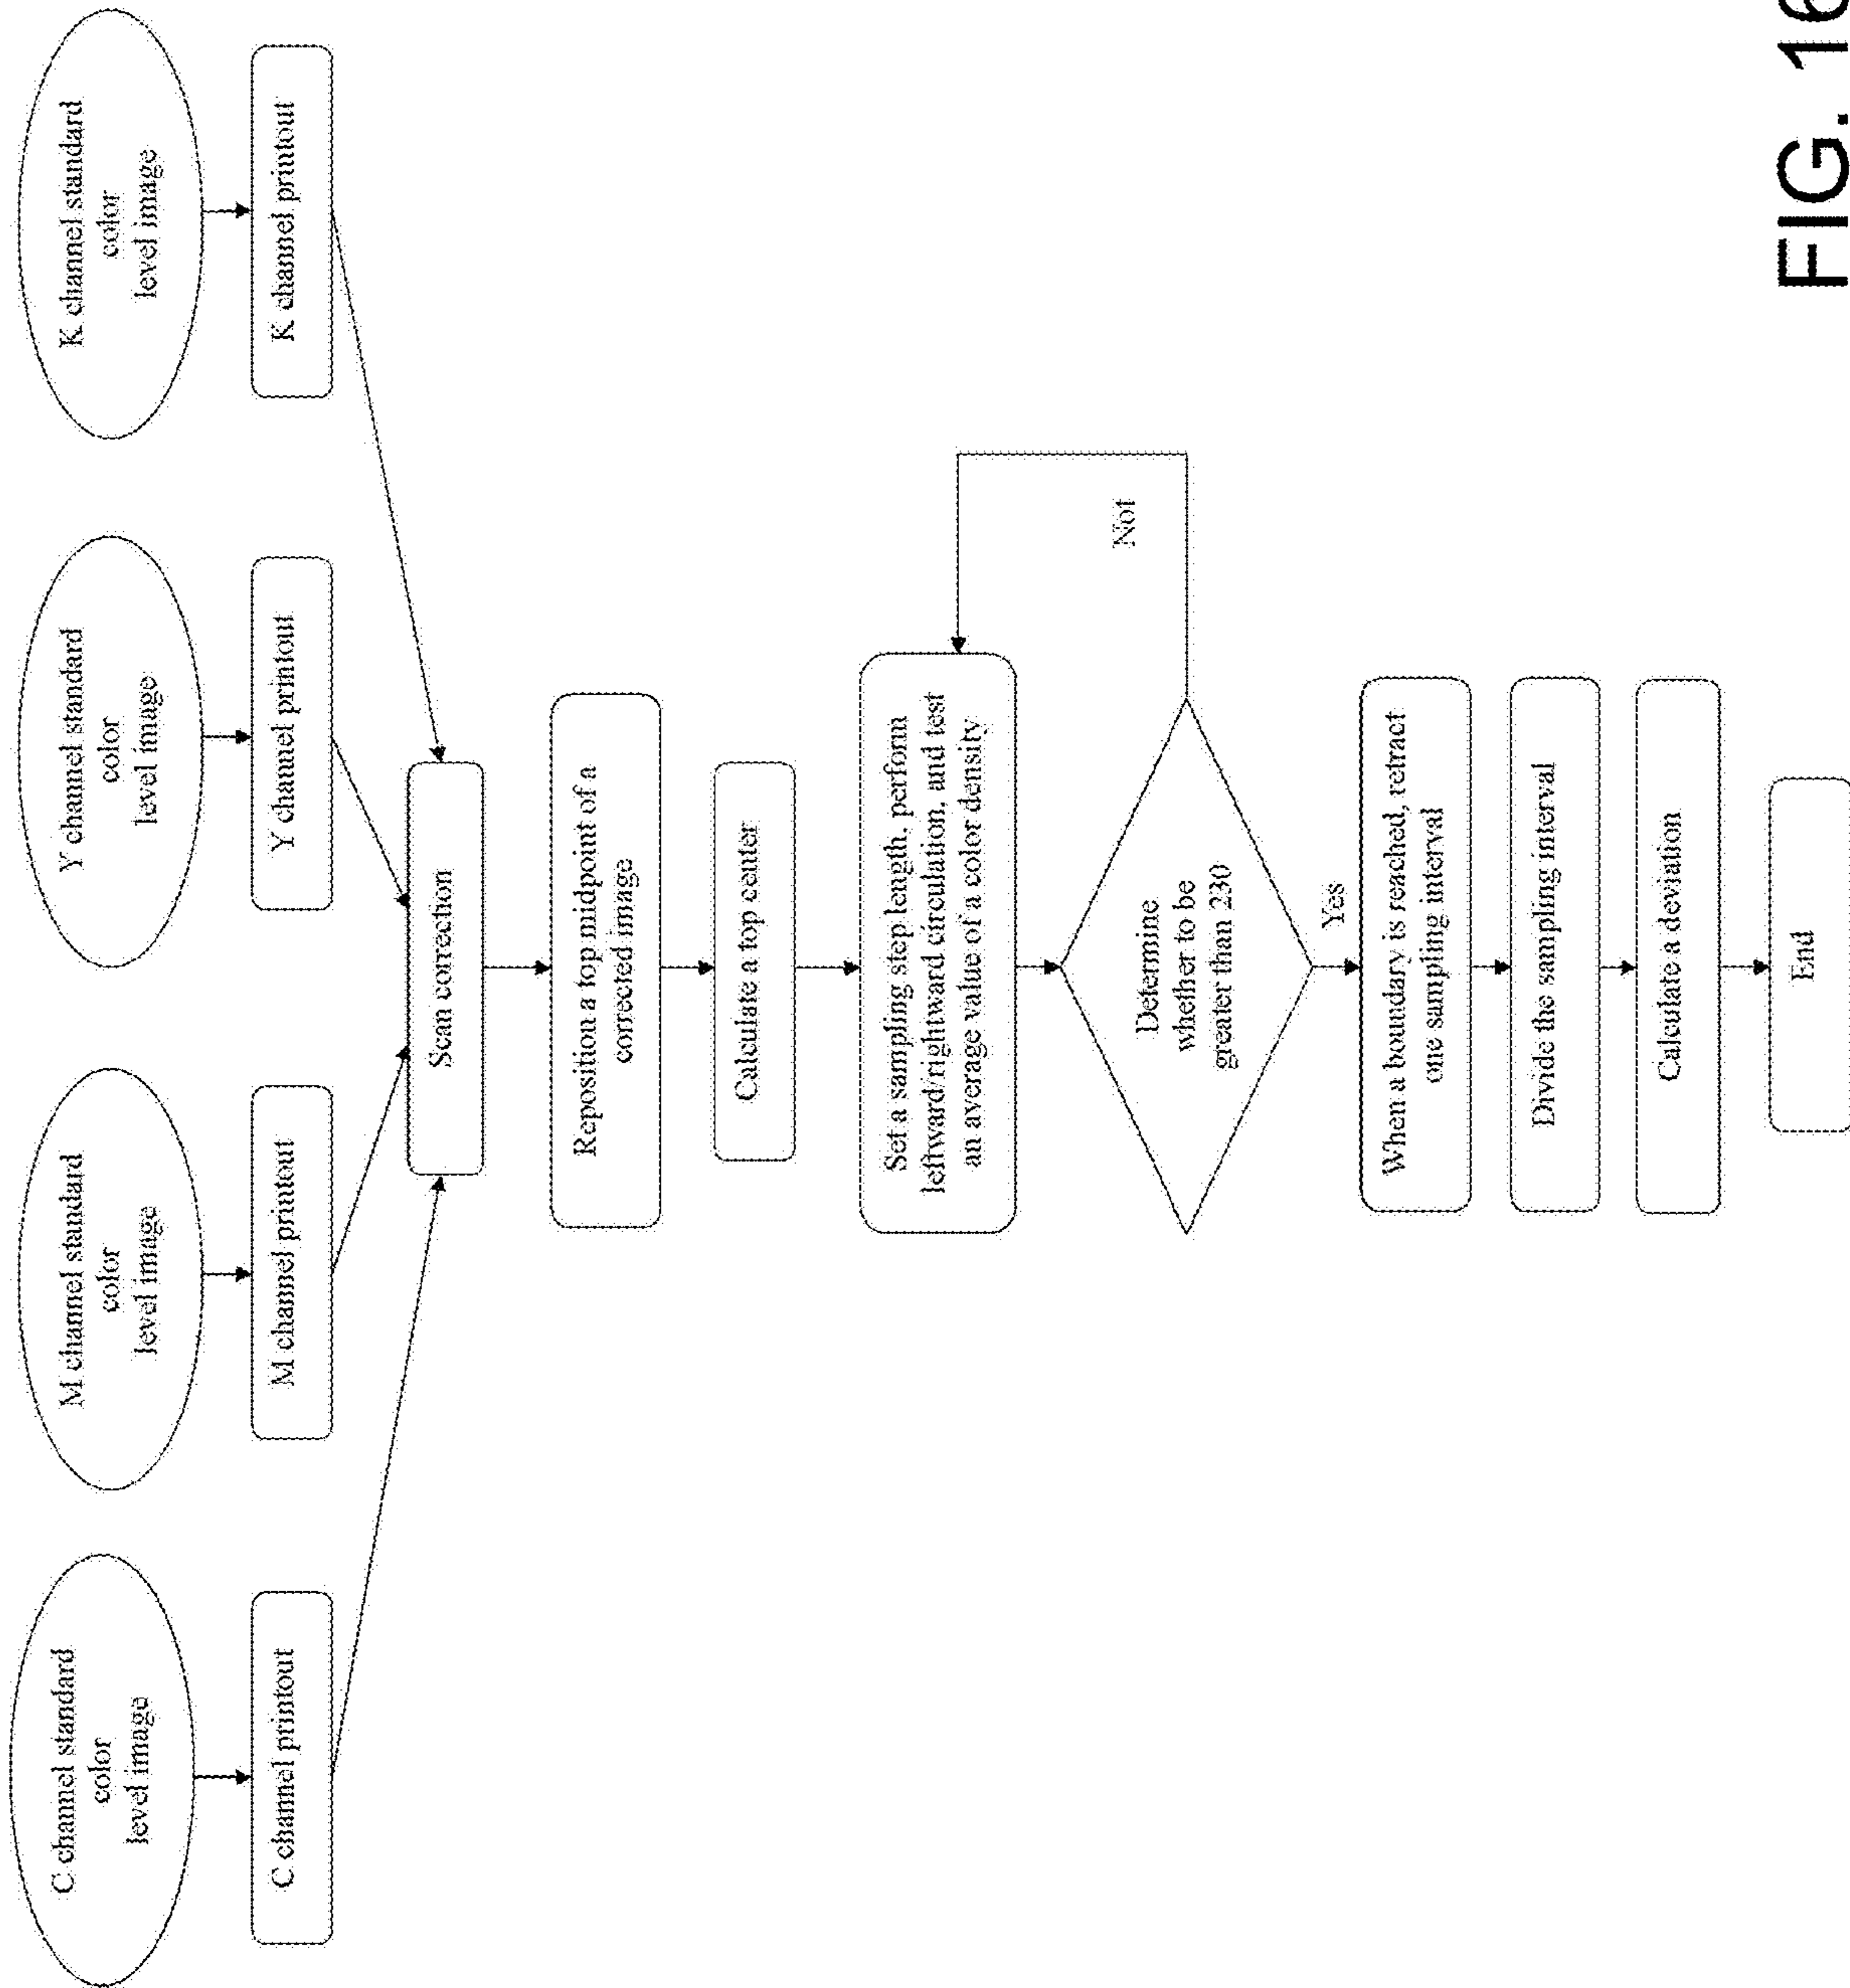 C channel standard
color
level image
M channel standard
color
level image
Y channel standard
color
level image
K channel standard
color
level image
C channel printout
M channel printout
Y channel printout
K channel printout
Scan correction
Reposition a top midpoint of a
corrected image
Calculate a top center
Set a sampling step length, perform
leftward/rightward circulation, and test
an average value of a color density
Determine
whether to be
greater than 230
Not
Yes
When a boundary is reached, retract
one sampling interval
Divide the sampling interval
Calculate a deviation
End
FIG. 16